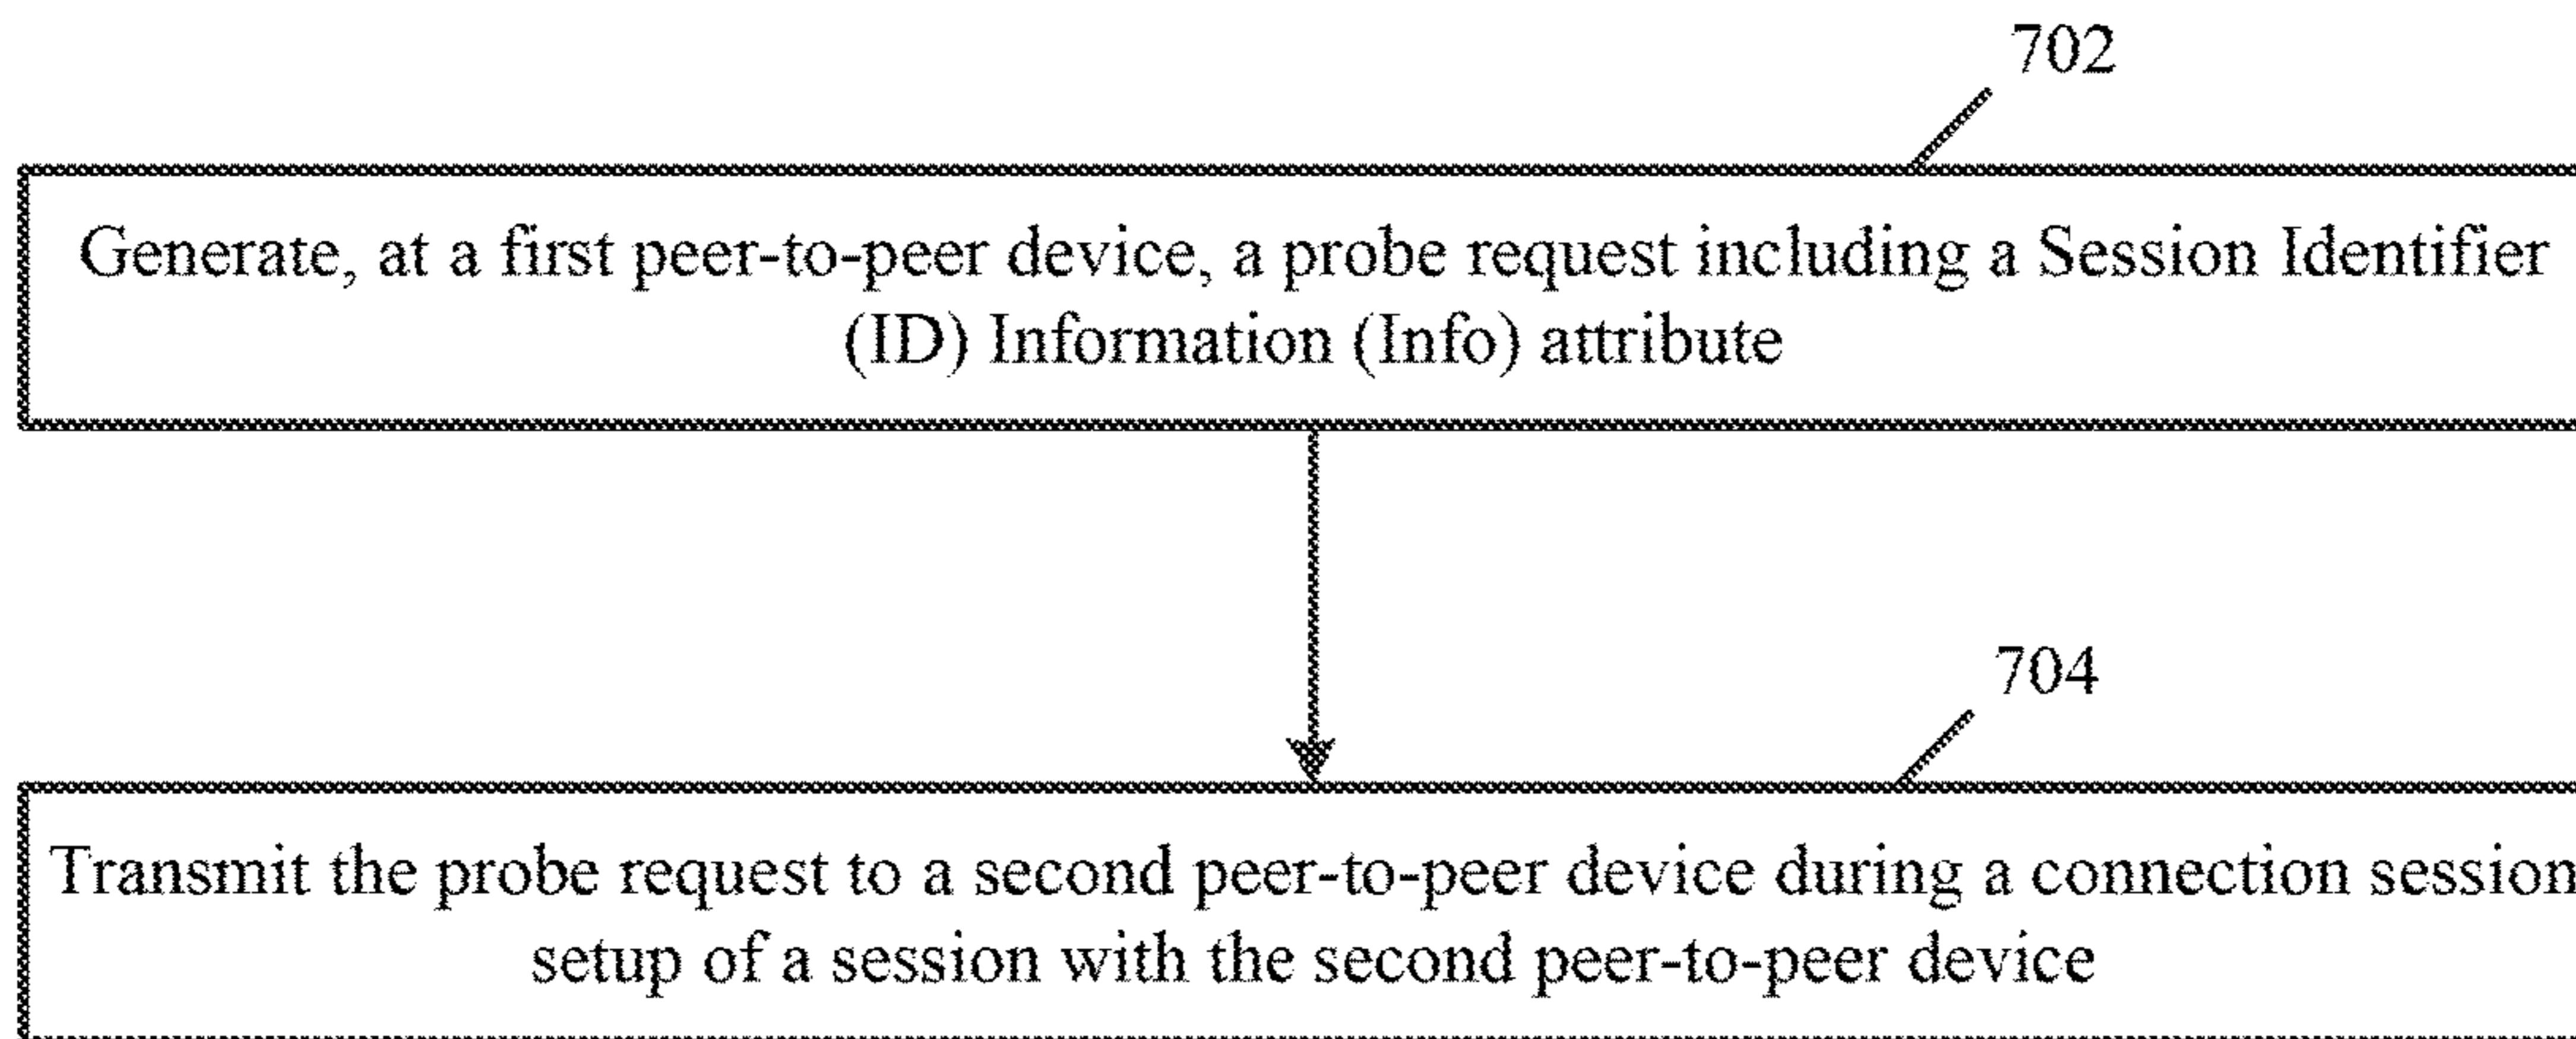 702
Generate, at a first peer-to-peer device, a probe request including a Session Identifier
(ID) Information (Info) attribute
704
Transmit the probe request to a second peer-to-peer device during a connection session
setup of a session with the second peer-to-peer device